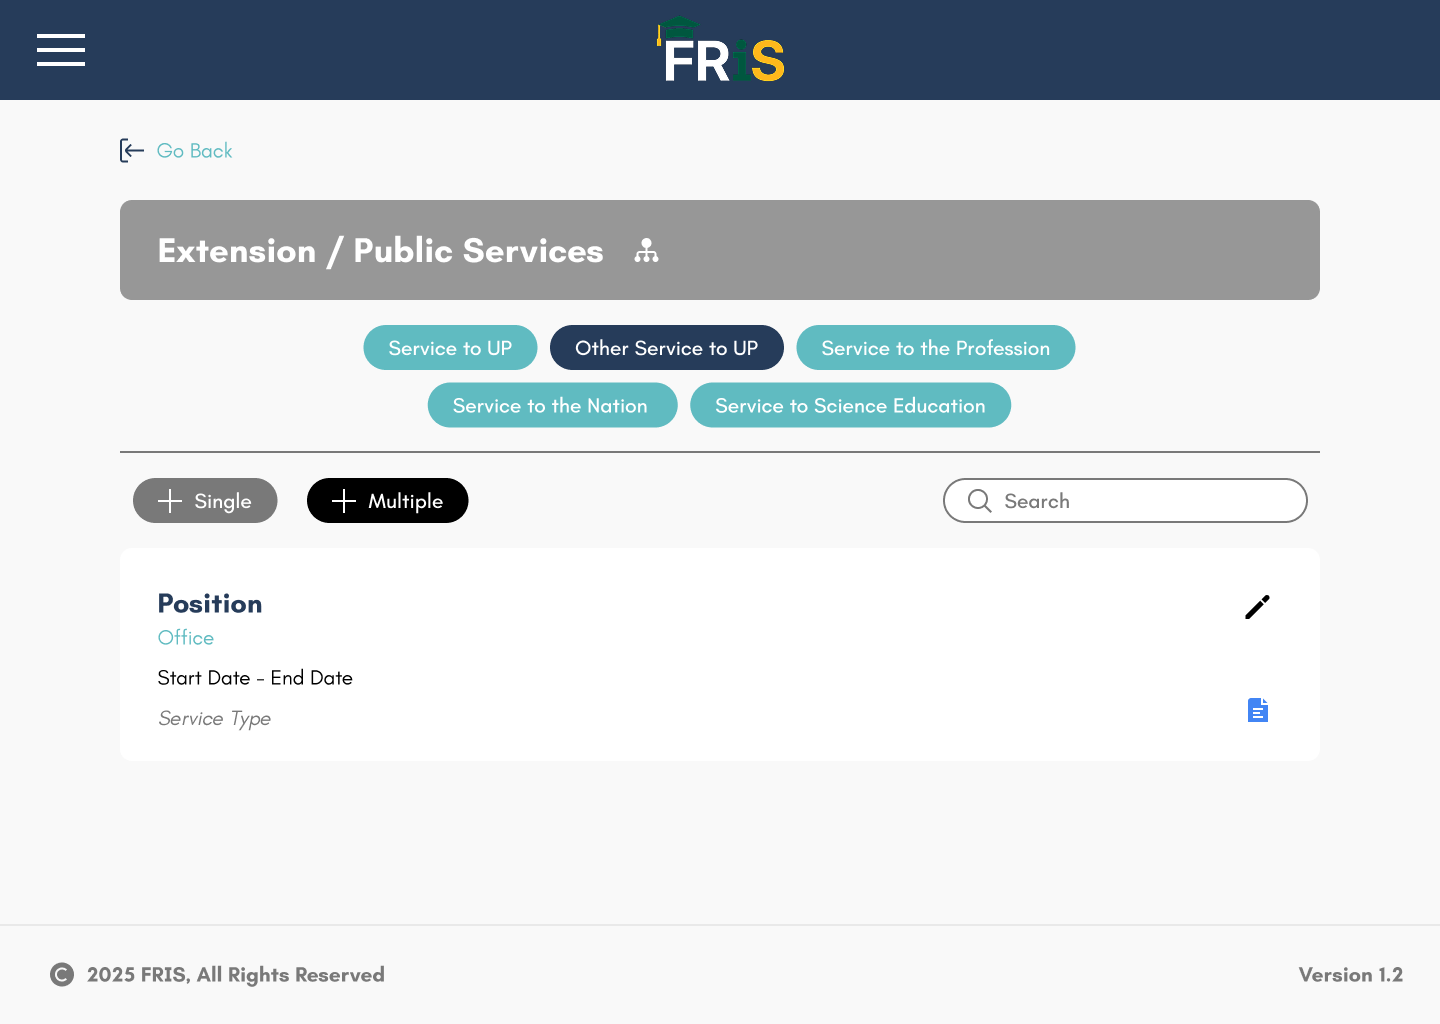 FRiS
Go Back
Extension / Public Services
Service to UP
Other Service to UP
Service to the Profession
Service to the Nation
Service to Science Education
Single
Multiple
Search
Position
Office
Start Date - End Date
Service Type
© 2025 FRIS, All Rights Reserved
Version 1.2